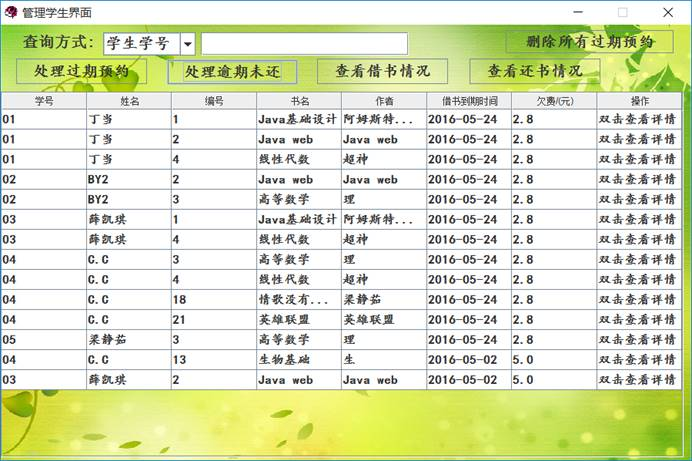 管理学生界面
查询方式: 学生学号 删除所有过期预约
处理过期预约 处理逾期未还 查看借书情况 查看还书情况
学号 姓名 编号 书名 作者 借书到期时间 欠费/(元) 操作
01 丁当 1 Java基础设计 阿姆斯特... 2016-05-24 2.8 双击查看详情
01 丁当 2 Java web Java web 2016-05-24 2.8 双击查看详情
01 丁当 4 线性代数 超神 2016-05-24 2.8 双击查看详情
02 BY2 2 Java web Java web 2016-05-24 2.8 双击查看详情
02 BY2 3 高等数学 理 2016-05-24 2.8 双击查看详情
03 薛凯琪 1 Java基础设计 阿姆斯特... 2016-05-24 2.8 双击查看详情
03 薛凯琪 4 线性代数 超神 2016-05-24 2.8 双击查看详情
04 G.G 3 高等数学 理 2016-05-24 2.8 双击查看详情
04 G.G 4 线性代数 超神 2016-05-24 2.8 双击查看详情
04 G.G 18 情歌没有... 梁静茹 2016-05-24 2.8 双击查看详情
04 G.G 21 英雄联盟 英雄联盟 2016-05-24 2.8 双击查看详情
05 梁静茹 3 高等数学 理 2016-05-24 2.8 双击查看详情
04 G.G 13 生物基础 生 2016-05-02 5.0 双击查看详情
03 薛凯琪 2 Java web Java web 2016-05-02 5.0 双击查看详情